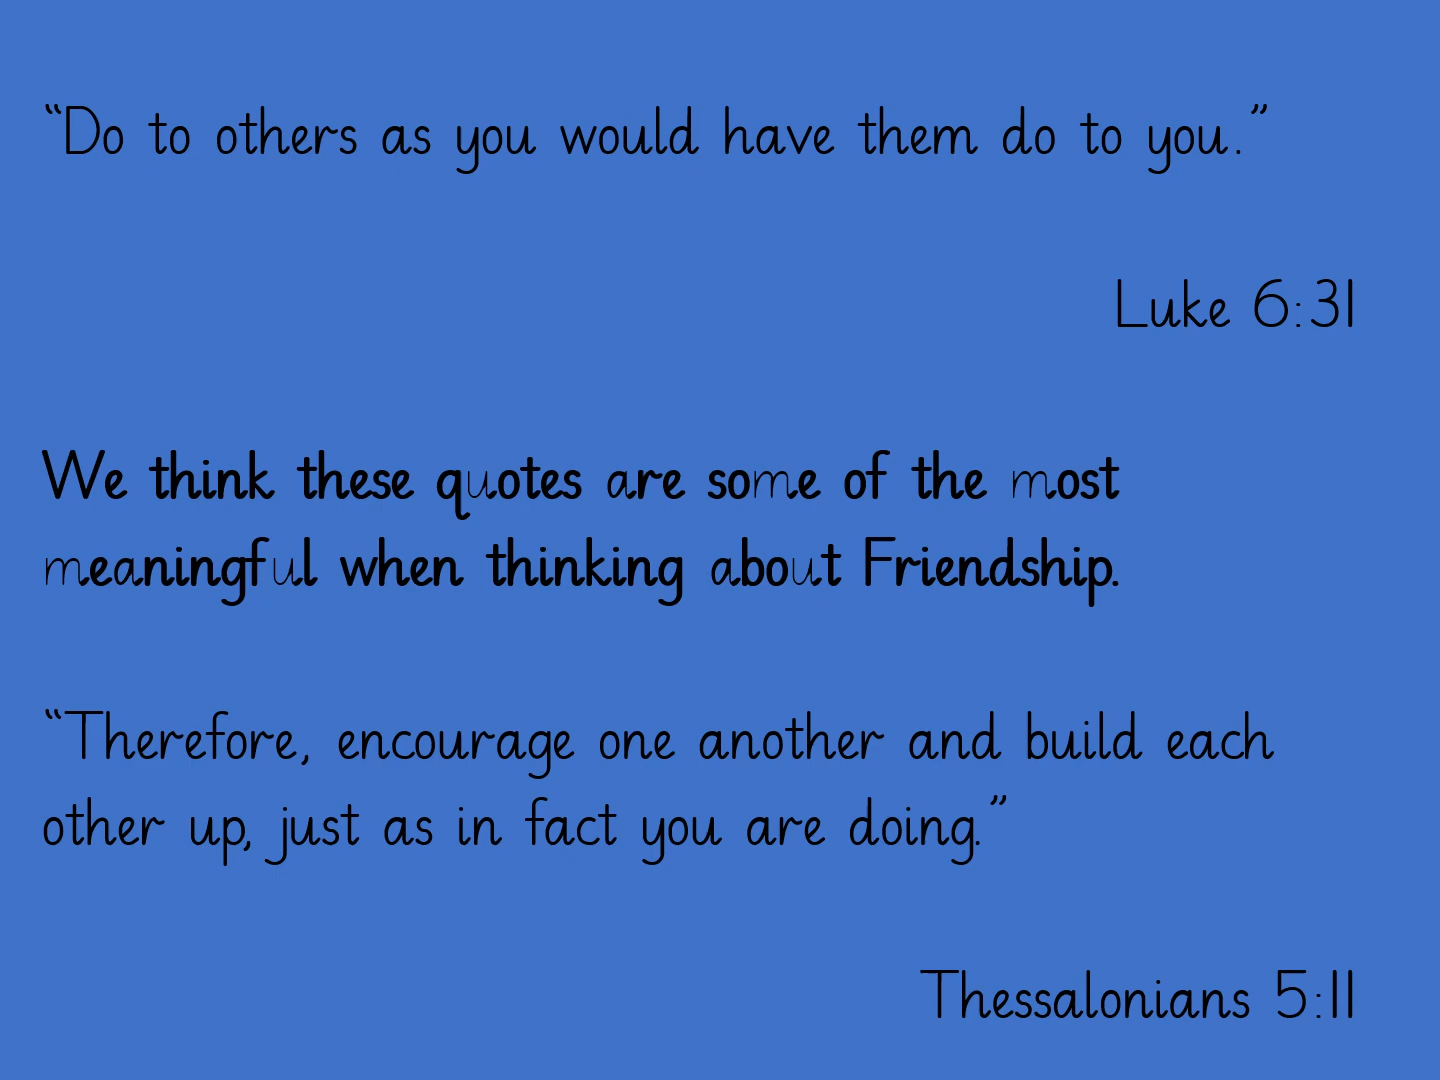 “Do to others as you would have them do to you.”
Luke 6:31
We think these quotes are some of the most
meaningful when thinking about Friendship.
“Therefore, encourage one another and build each
other up, just as in fact you are doing.”
Thessalonians 5:11